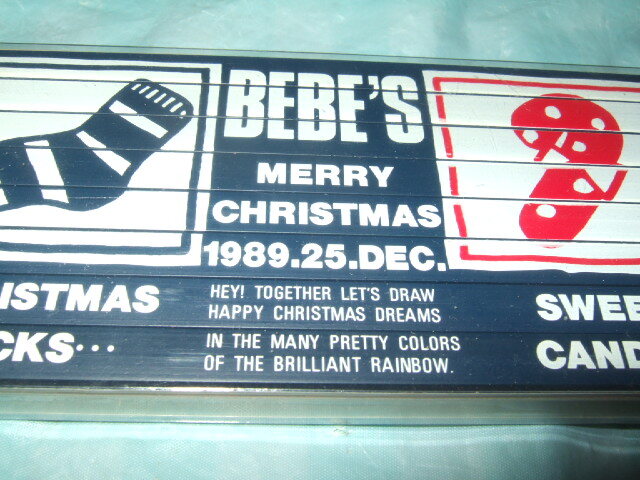 BEBE'S
MERRY
CHRISTMAS
1989.25.DEC.
ISTMAS
CKS...
HEY! TOGETHER LET'S DRAW
HAPPY CHRISTMAS DREAMS
IN THE MANY PRETTY COLORS
OF THE BRILLIANT RAINBOW.
SWEE
CAND